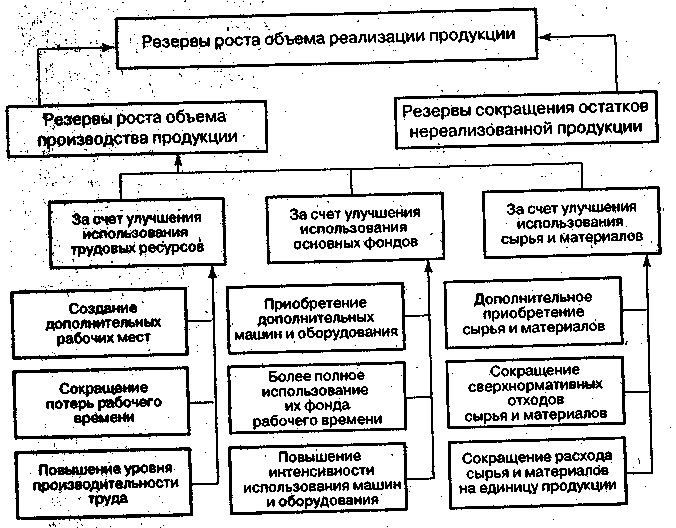 Резервы роста объема реализации продукции
Резервы роста объема
производства продукции
Резервы сокращения остатков
нереализованной продукции
За счет улучшения
использования
трудовых ресурсов
За счет улучшения
использования
основных фондов
За счет улучшения
использования
сырья и материалов
Создание
дополнительных
рабочих мест
Приобретение
дополнительных
машин и оборудования
Дополнительное
приобретение
сырья и материалов
Сокращение
потерь рабочего
времени
Более полное
использование
их фонда
рабочего времени
Сокращение
сверхнормативных
отходов
сырья и материалов
Повышение уровня
производительности
труда
Повышение
интенсивности
использования машин
и оборудования
Сокращение расхода
сырья и материалов
на единицу продукции